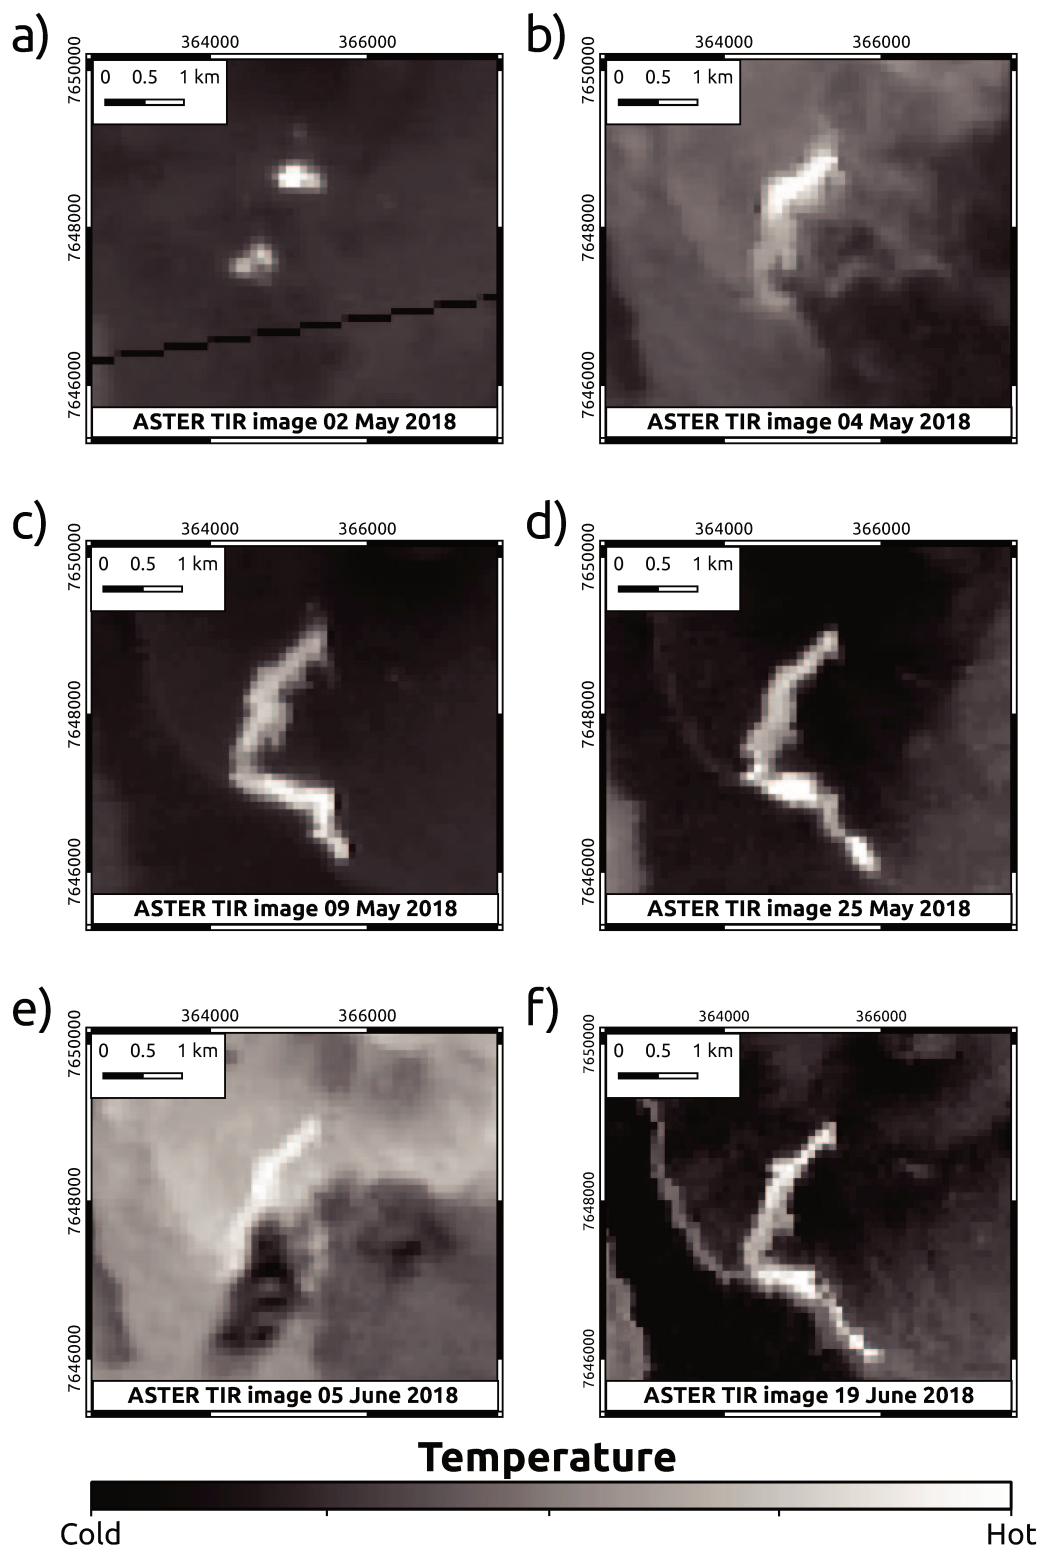 a)
364000 366000
7650000
7648000
7646000
0 0.5 1 km
ASTER TIR image 02 May 2018
b)
364000 366000
7650000
7648000
7646000
0 0.5 1 km
ASTER TIR image 04 May 2018
c)
364000 366000
7650000
7648000
7646000
0 0.5 1 km
ASTER TIR image 09 May 2018
d)
364000 366000
7650000
7648000
7646000
0 0.5 1 km
ASTER TIR image 25 May 2018
e)
364000 366000
7650000
7648000
7646000
0 0.5 1 km
ASTER TIR image 05 June 2018
f)
364000 366000
7650000
7648000
7646000
0 0.5 1 km
ASTER TIR image 19 June 2018
Temperature
Cold Hot